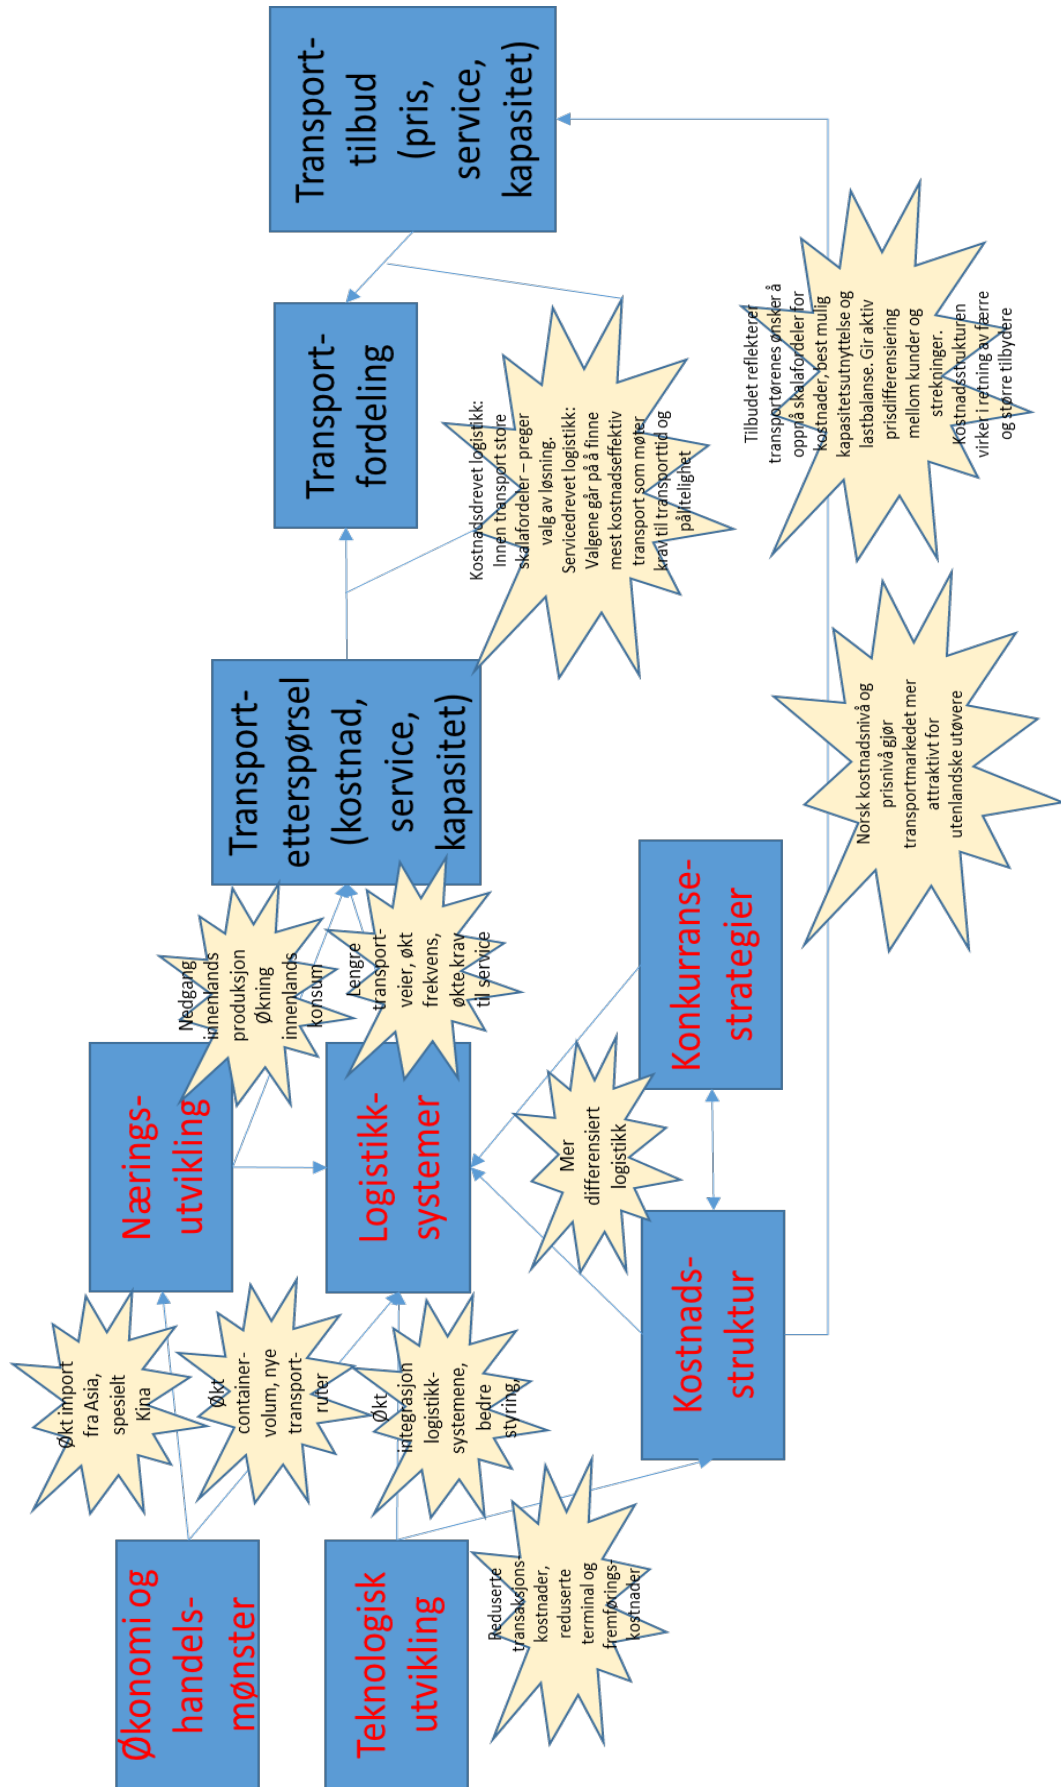 Økonomi og
handels-
mønster
Teknologisk
utvikling
Økt import
fra Asia,
spesielt
Kina
Økt
container-
volum, nye
transport-
ruter
Økt
integrasjon
logistikk-
systemene,
bedre
styring,
Reduserte
transaksjons-
kostnader,
reduserte
terminal og
fremførings-
kostnader
Nærings-
utvikling
Logistikk-
systemer
Kostnads-
struktur
Mer
differensiert
logistikk
Konkurranse-
strategier
Nedgang
innenlands
produksjon
Økning
innenlands
konsum
Lengre
transport-
veier, økt
frekvens,
økte krav
til service
Transport-
etterspørsel
(kostnad,
service,
kapasitet)
Norsk kostnadsnivå og
prisnivå gjør
transportmarkedet mer
attraktivt for
utenlandske utøvere
Kostnadsdrevet logistikk:
Innen transport store
skalafordeler – preger
valg av løsning.
Servicedrevet logistikk:
Valgene går på å finne
mest kostnadseffektiv
transport som møter
krav til transporttid og
pålitelighet
Transport-
fordeling
Tilbudet reflekterer
transportørenes ønsker å
oppnå skalafordeler for
kostnader, best mulig
kapasitetsutnyttelse og
lastbalanse. Gir aktiv
prisdifferensiering
mellom kunder og
strekninger.
Kostnadsstrukturen
virker i retning av færre
og større tilbydere
Transport-
tilbud
(pris,
service,
kapasitet)